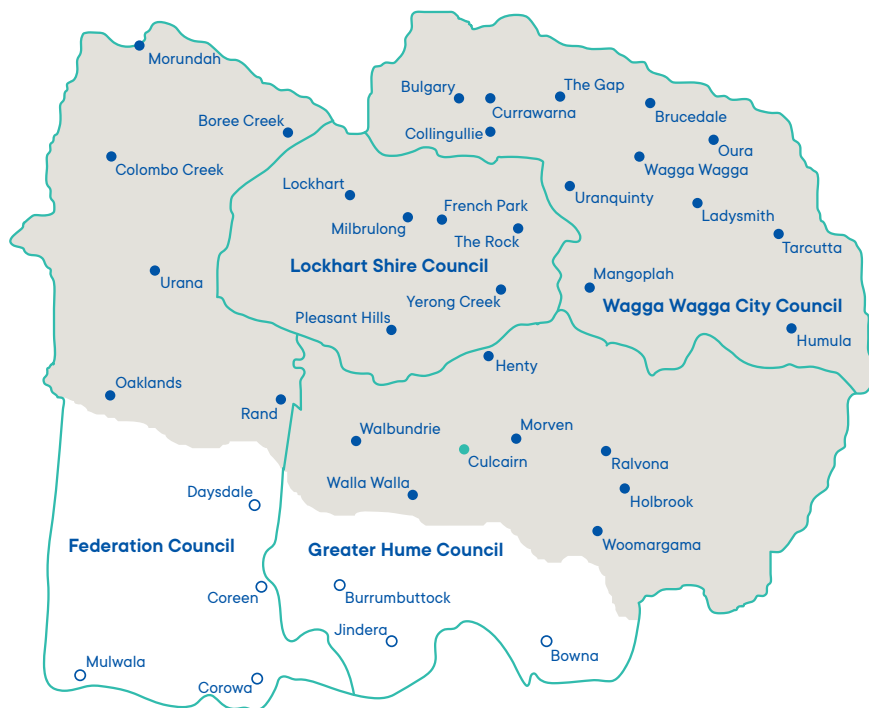 Morundah
Bulgary
The Gap
Currawarna
Brucedale
Boree Creek
Collingullie
Oura
Colombo Creek
Wagga Wagga
Lockhart
Uranquinty
French Park
Ladysmith
Milbrulong
The Rock
Tarcutta
Lockhart Shire Council
Urana
Mangoplah
Yerong Creek
Wagga Wagga City Council
Pleasant Hills
Humula
Henty
Oaklands
Rand
Walbundrie
Morven
Culcairn
Ralvona
Walla Walla
Daysdale
Holbrook
Federation Council
Greater Hume Council
Woomargama
Coreen
Burrumbuttock
Jindera
Bowna
Mulwala
Corowa